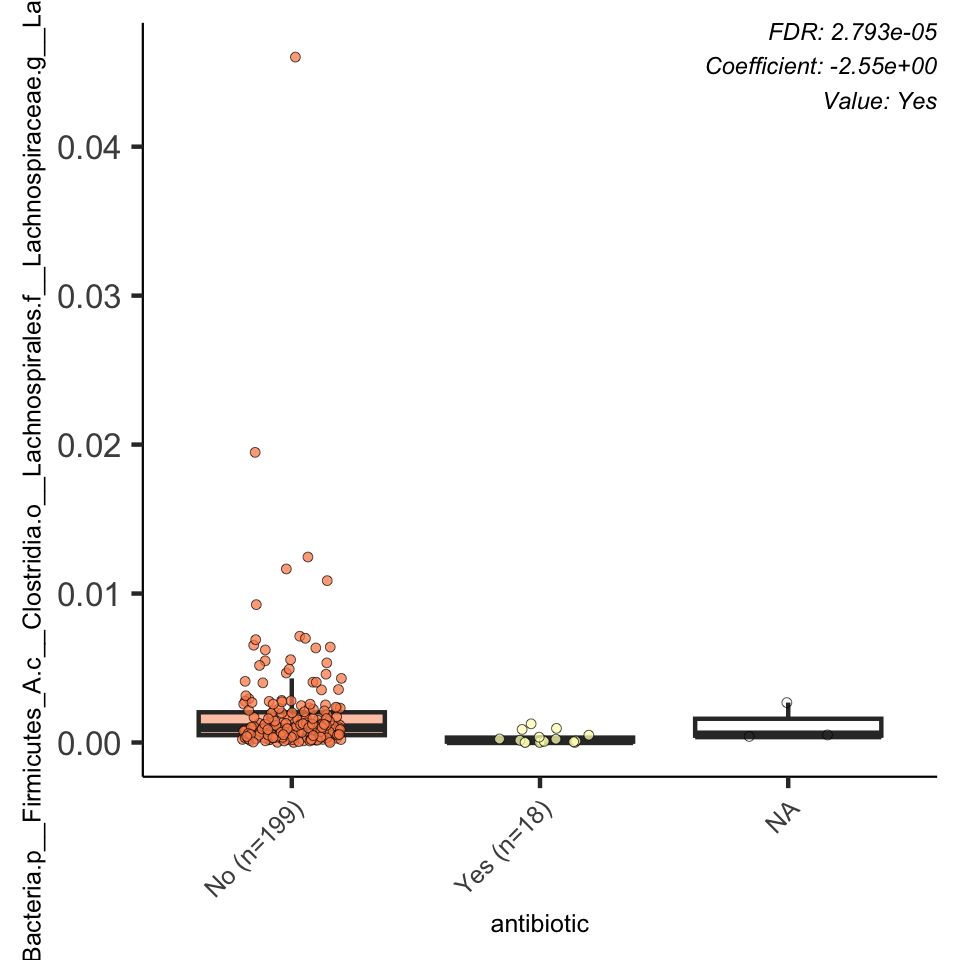 FDR: 2.793e-05
Coefficient: -2.55e+00
Value: Yes
Bacteria.p__Firmicutes_A.c__Clostridia.o__Lachnospirales.f__Lachnospiraceae.g__La
0.04
0.03
0.02
0.01
0.00
No (n=199)
Yes (n=18)
NA
antibiotic